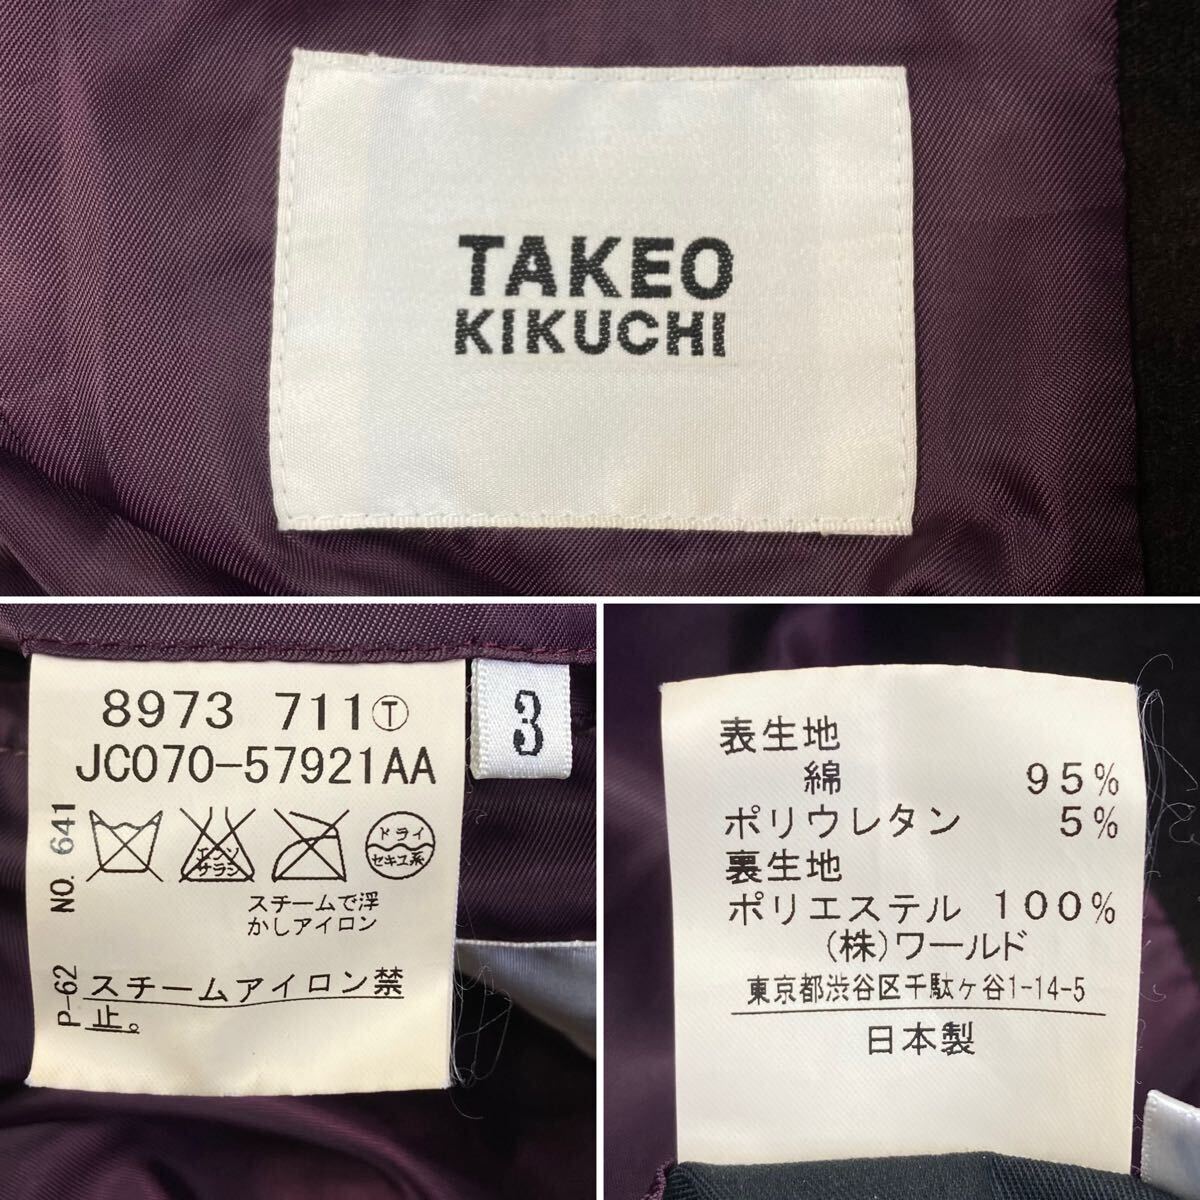 TAKEO
KIKUCHI
8973 711Ⓣ
JC070-57921AA
3
NO. 641
エンソ
サラシ
ドライ
セキユ系
スチームで浮
かしアイロン
P-62
スチームアイロン禁
止。
表生地
綿 95%
ポリウレタン 5%
裏生地
ポリエステル 100%
(株)ワールド
東京都渋谷区千駄ケ谷1-14-5
日本製